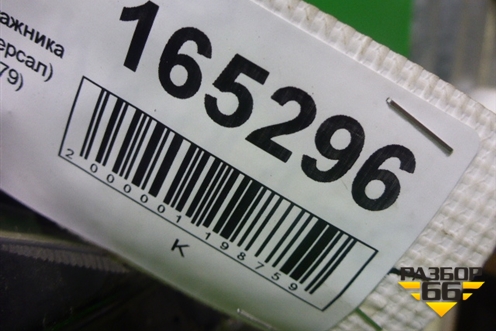 ажника
ерсал)
79)
165296
2000001198759
K
РАЗБОР
66